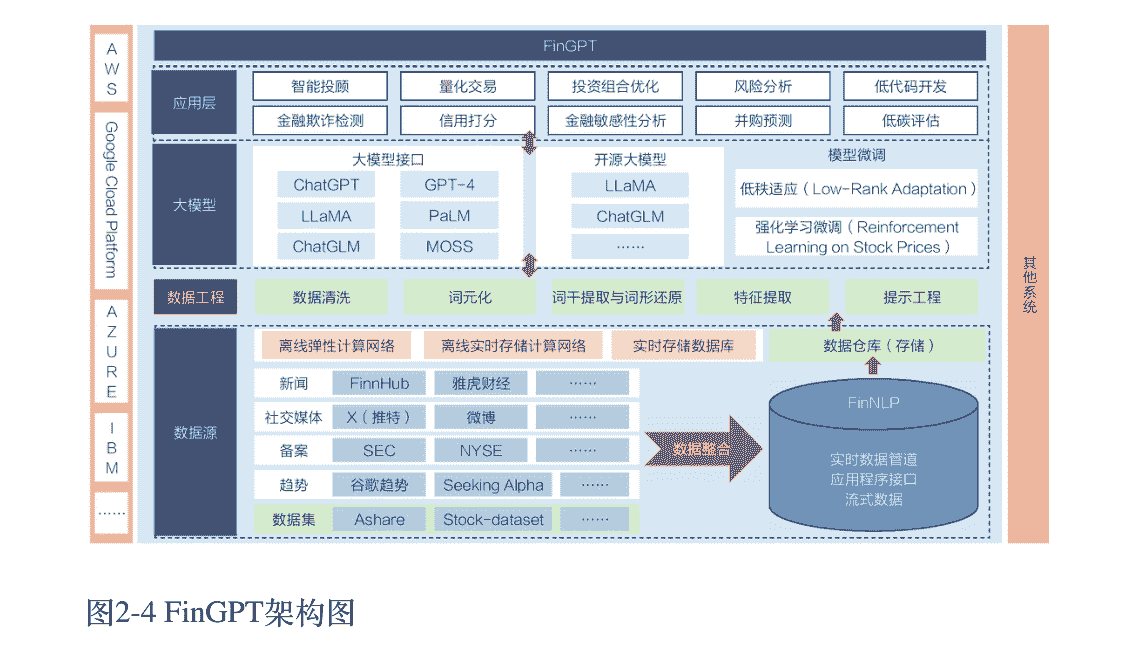 FinGPT
AWS
Google Cload Platform
AZURE
IBM
……
应用层
智能投顾 量化交易 投资组合优化 风险分析 低代码开发
金融欺诈检测 信用打分 金融敏感性分析 并购预测 低碳评估
大模型
大模型接口
ChatGPT GPT-4
LLaMA PaLM
ChatGLM MOSS
开源大模型
LLaMA
ChatGLM
……
模型微调
低秩适应（Low-Rank Adaptation）
强化学习微调（Reinforcement
Learning on Stock Prices）
数据工程 数据清洗 词元化 词干提取与词形还原 特征提取 提示工程
数据源
离线弹性计算网络 离线实时存储计算网络 实时存储数据库 数据仓库（存储）
新闻 FinnHub 雅虎财经 ……
社交媒体 X（推特） 微博 ……
备案 SEC NYSE ……
趋势 谷歌趋势 Seeking Alpha ……
数据集 Ashare Stock-dataset ……
数据整合
FinNLP
实时数据管道
应用程序接口
流式数据
其他系统
图2-4 FinGPT架构图